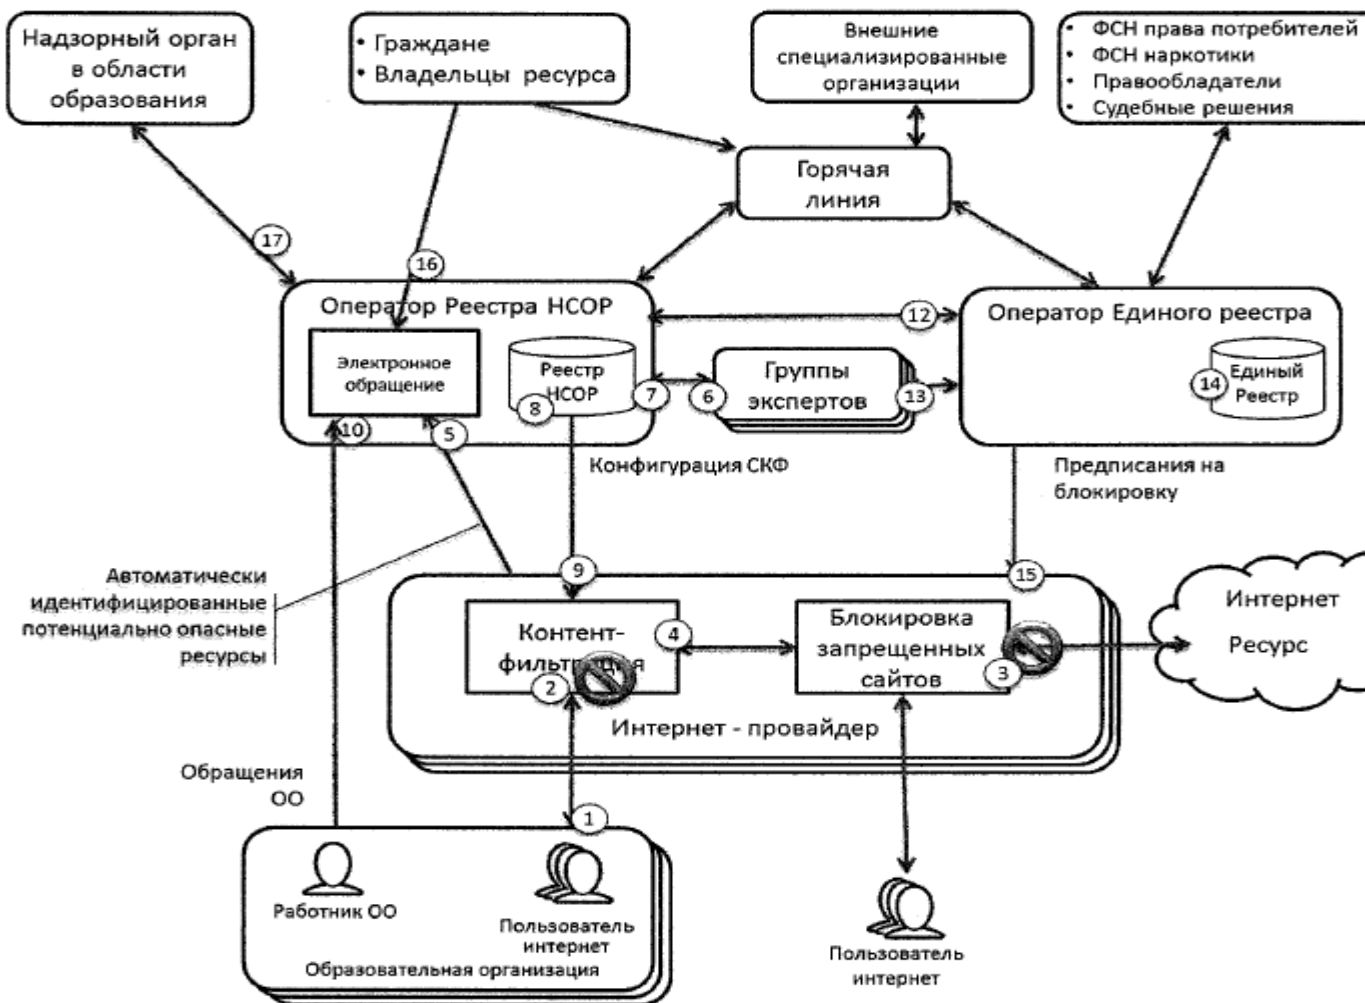 Надзорный орган
в области
образования
• Граждане
• Владельцы ресурса
Внешние
специализированные
организации
• ФСН права потребителей
• ФСН наркотики
• Правообладатели
• Судебные решения
Горячая
линия
17
16
Оператор Реестра НСОР
Электронное
обращение
Реестр
НСОР
8
7
10
5
12
Группы
экспертов
6
13
Оператор Единого реестра
14
Единый
Реестр
Конфигурация СКФ
Предписания на
блокировку
Автоматически
идентифицированные
потенциально опасные
ресурсы
9
15
Контент-
фильтрация
2
4
Блокировка
запрещенных
сайтов
3
Интернет
Ресурс
Интернет - провайдер
Обращения
ОО
1
Работник ОО
Пользователь
интернет
Образовательная организация
Пользователь
интернет